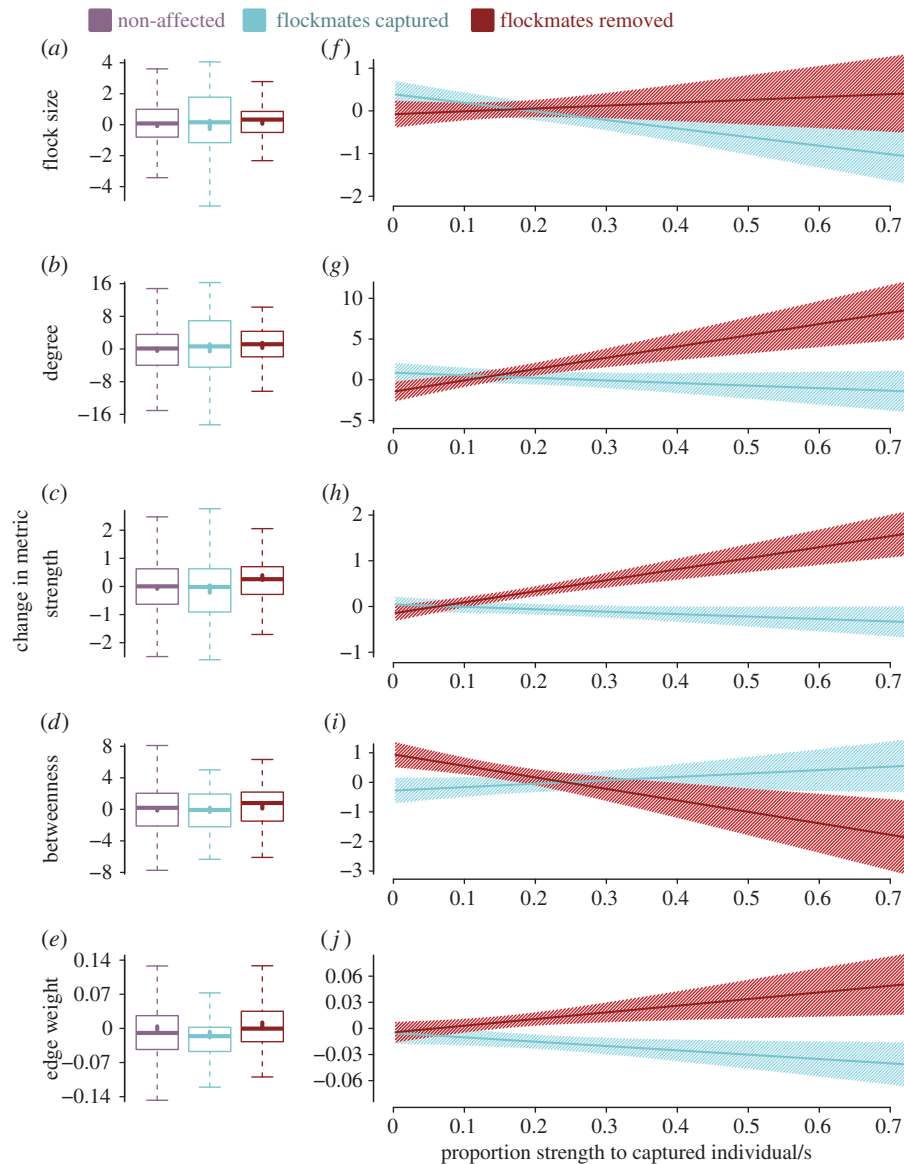 non-affected flockmates captured flockmates removed
(a) (f)
flock size
4
2
0
−2
−4
1
0
−1
−2
0 0.1 0.2 0.3 0.4 0.5 0.6 0.7
(b) (g)
degree
16
8
0
−8
−16
10
5
0
−5
0 0.1 0.2 0.3 0.4 0.5 0.6 0.7
(c) (h)
change in metric
strength
2
1
0
−1
−2
2
1
0
−1
0 0.1 0.2 0.3 0.4 0.5 0.6 0.7
(d) (i)
betweenness
8
4
0
−4
−8
1
0
−1
−2
−3
0 0.1 0.2 0.3 0.4 0.5 0.6 0.7
(e) (j)
edge weight
0.14
0.07
0
−0.07
−0.14
0.06
0.03
0
−0.03
−0.06
0 0.1 0.2 0.3 0.4 0.5 0.6 0.7
proportion strength to captured individual/s